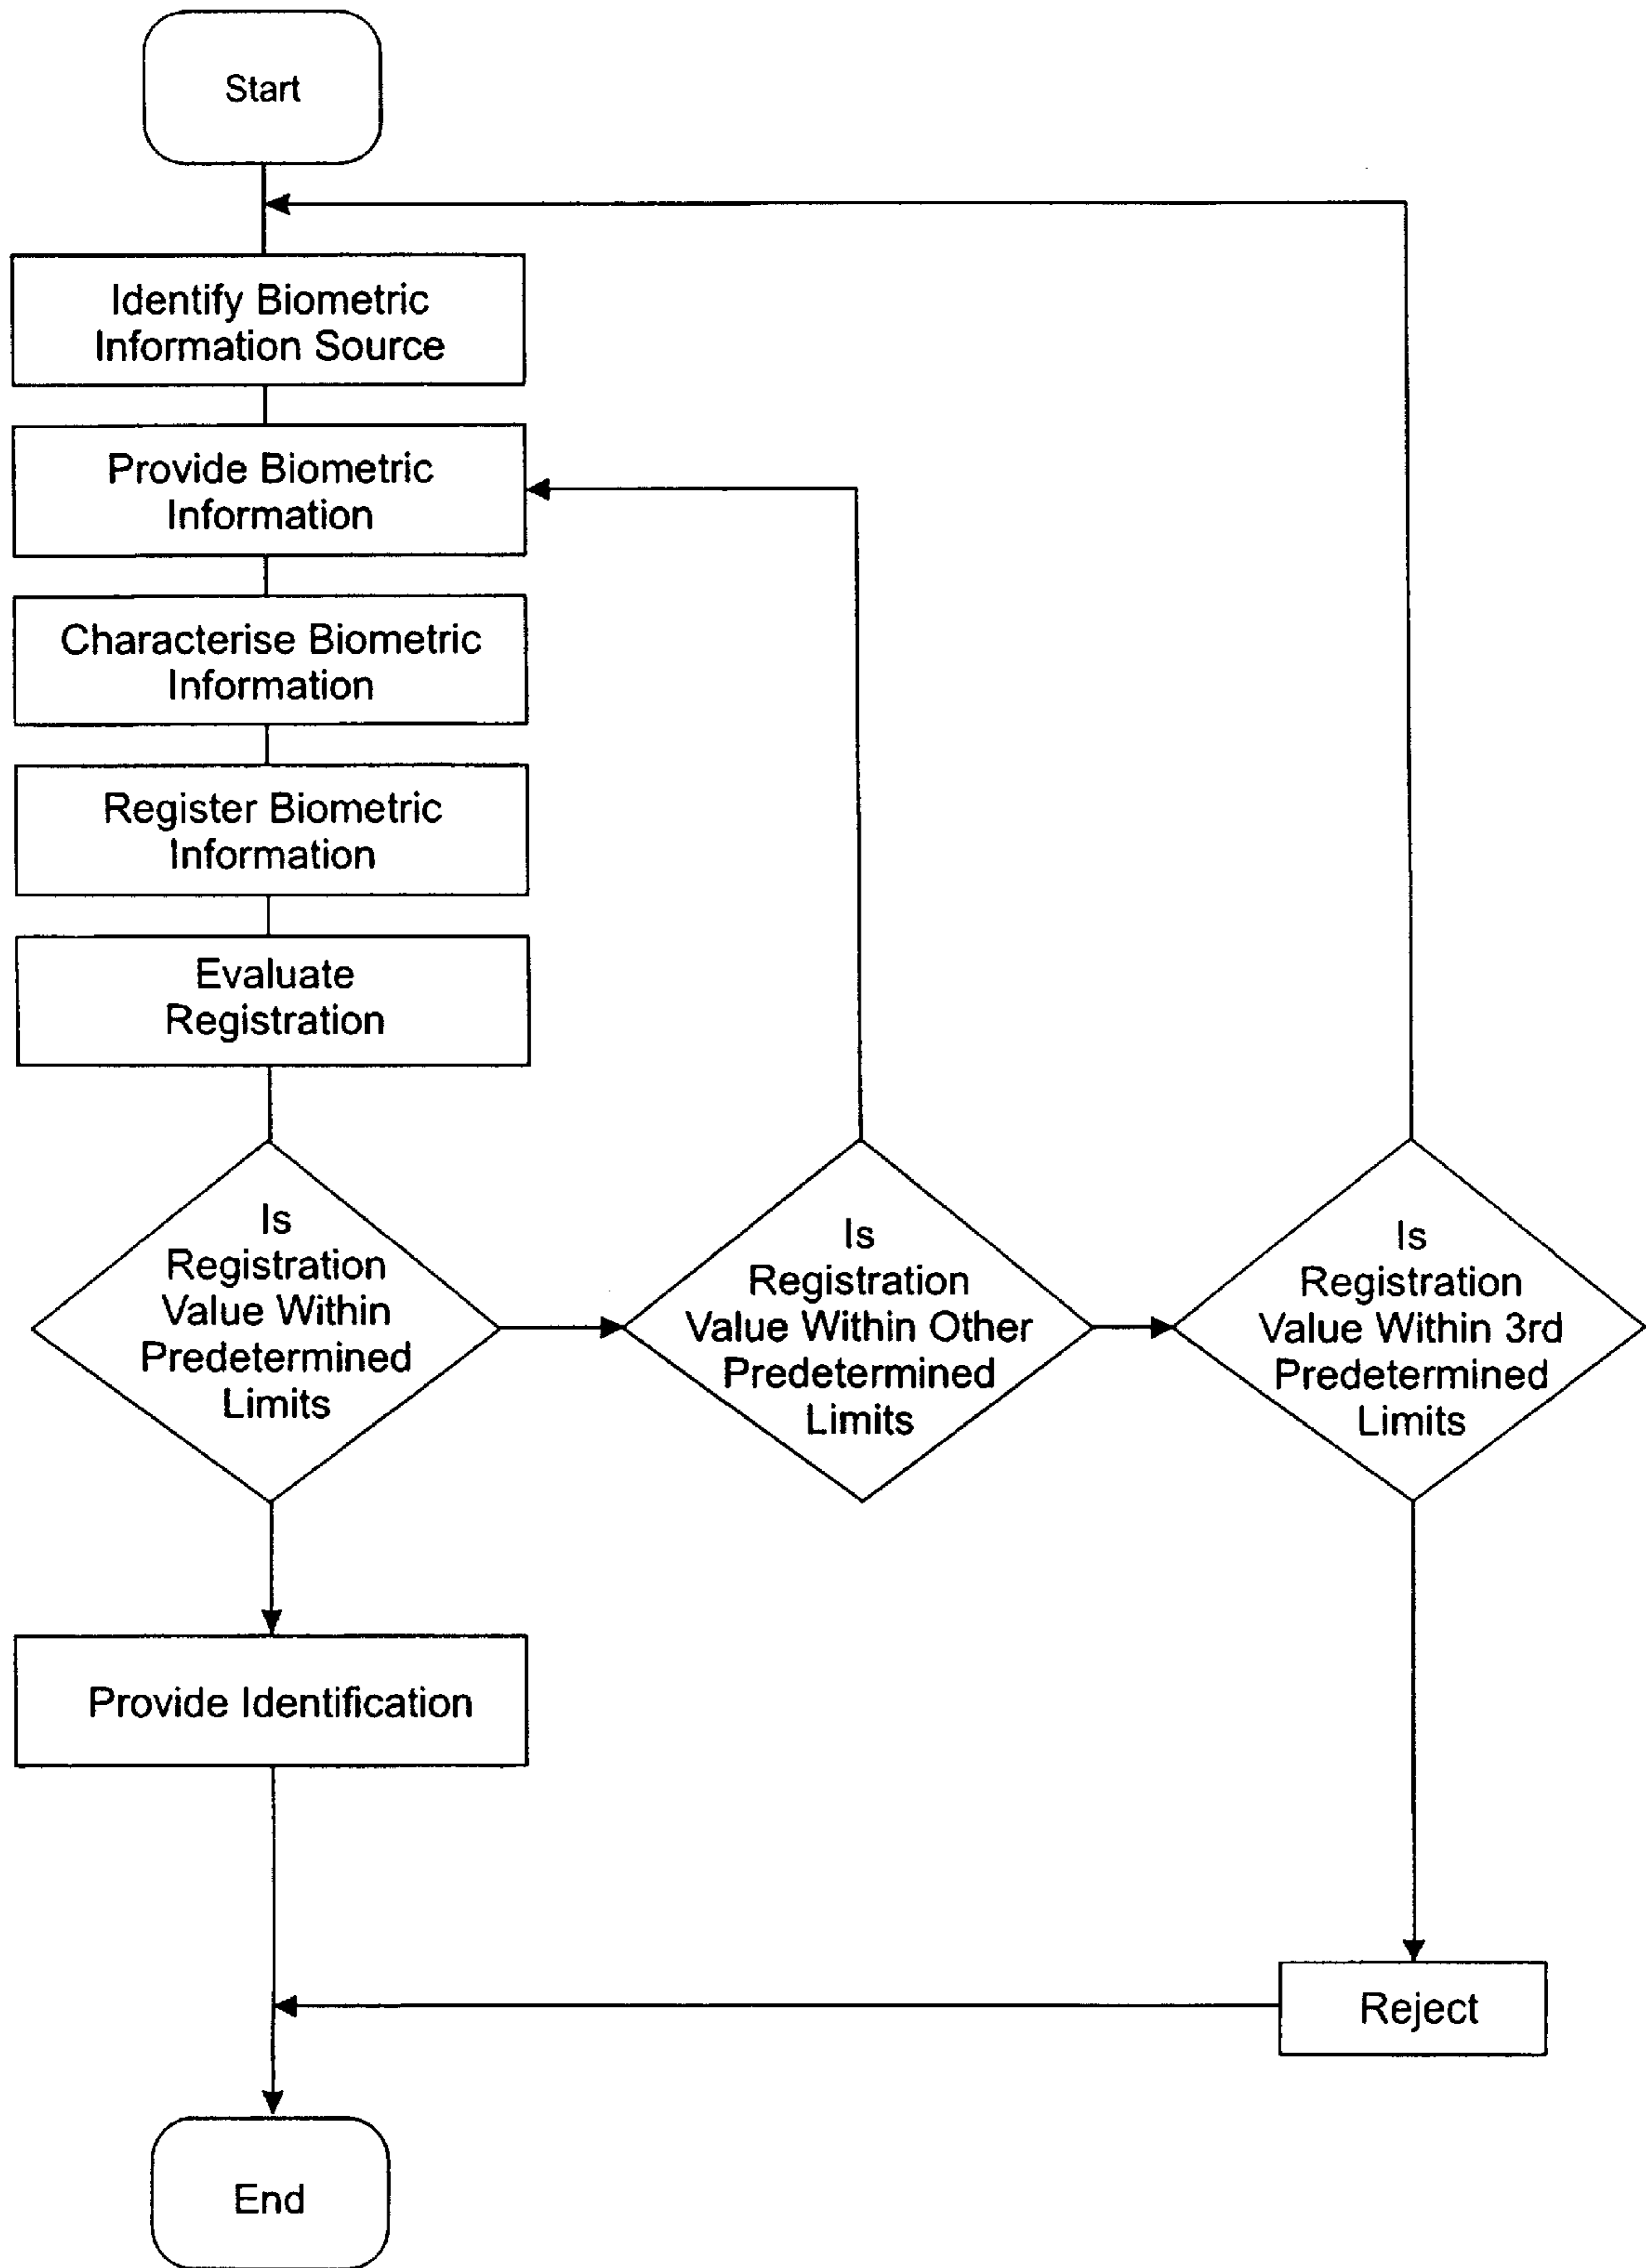 Start
Identify Biometric
Information Source
Provide Biometric
Information
Characterise Biometric
Information
Register Biometric
Information
Evaluate
Registration
Is
Registration
Value Within
Predetermined
Limits
Is
Registration
Value Within Other
Predetermined
Limits
Is
Registration
Value Within 3rd
Predetermined
Limits
Provide Identification
Reject
End